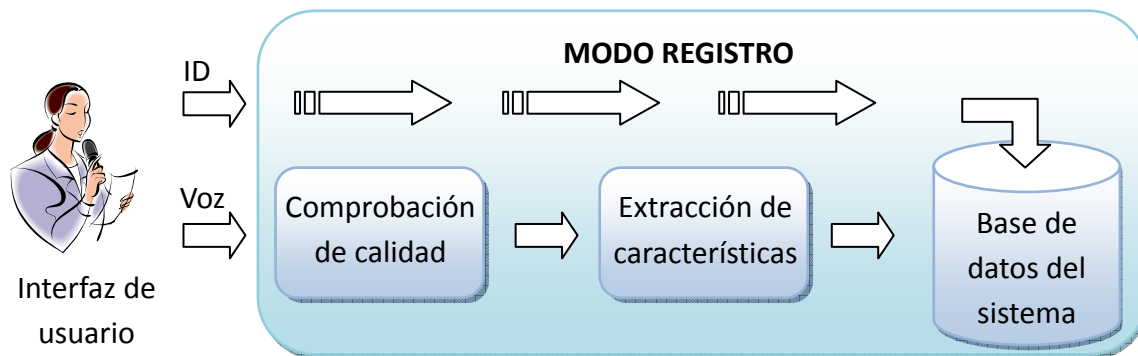 MODO REGISTRO
ID
Voz
Interfaz de
usuario
Comprobación
de calidad
Extracción de
características
Base de
datos del
sistema